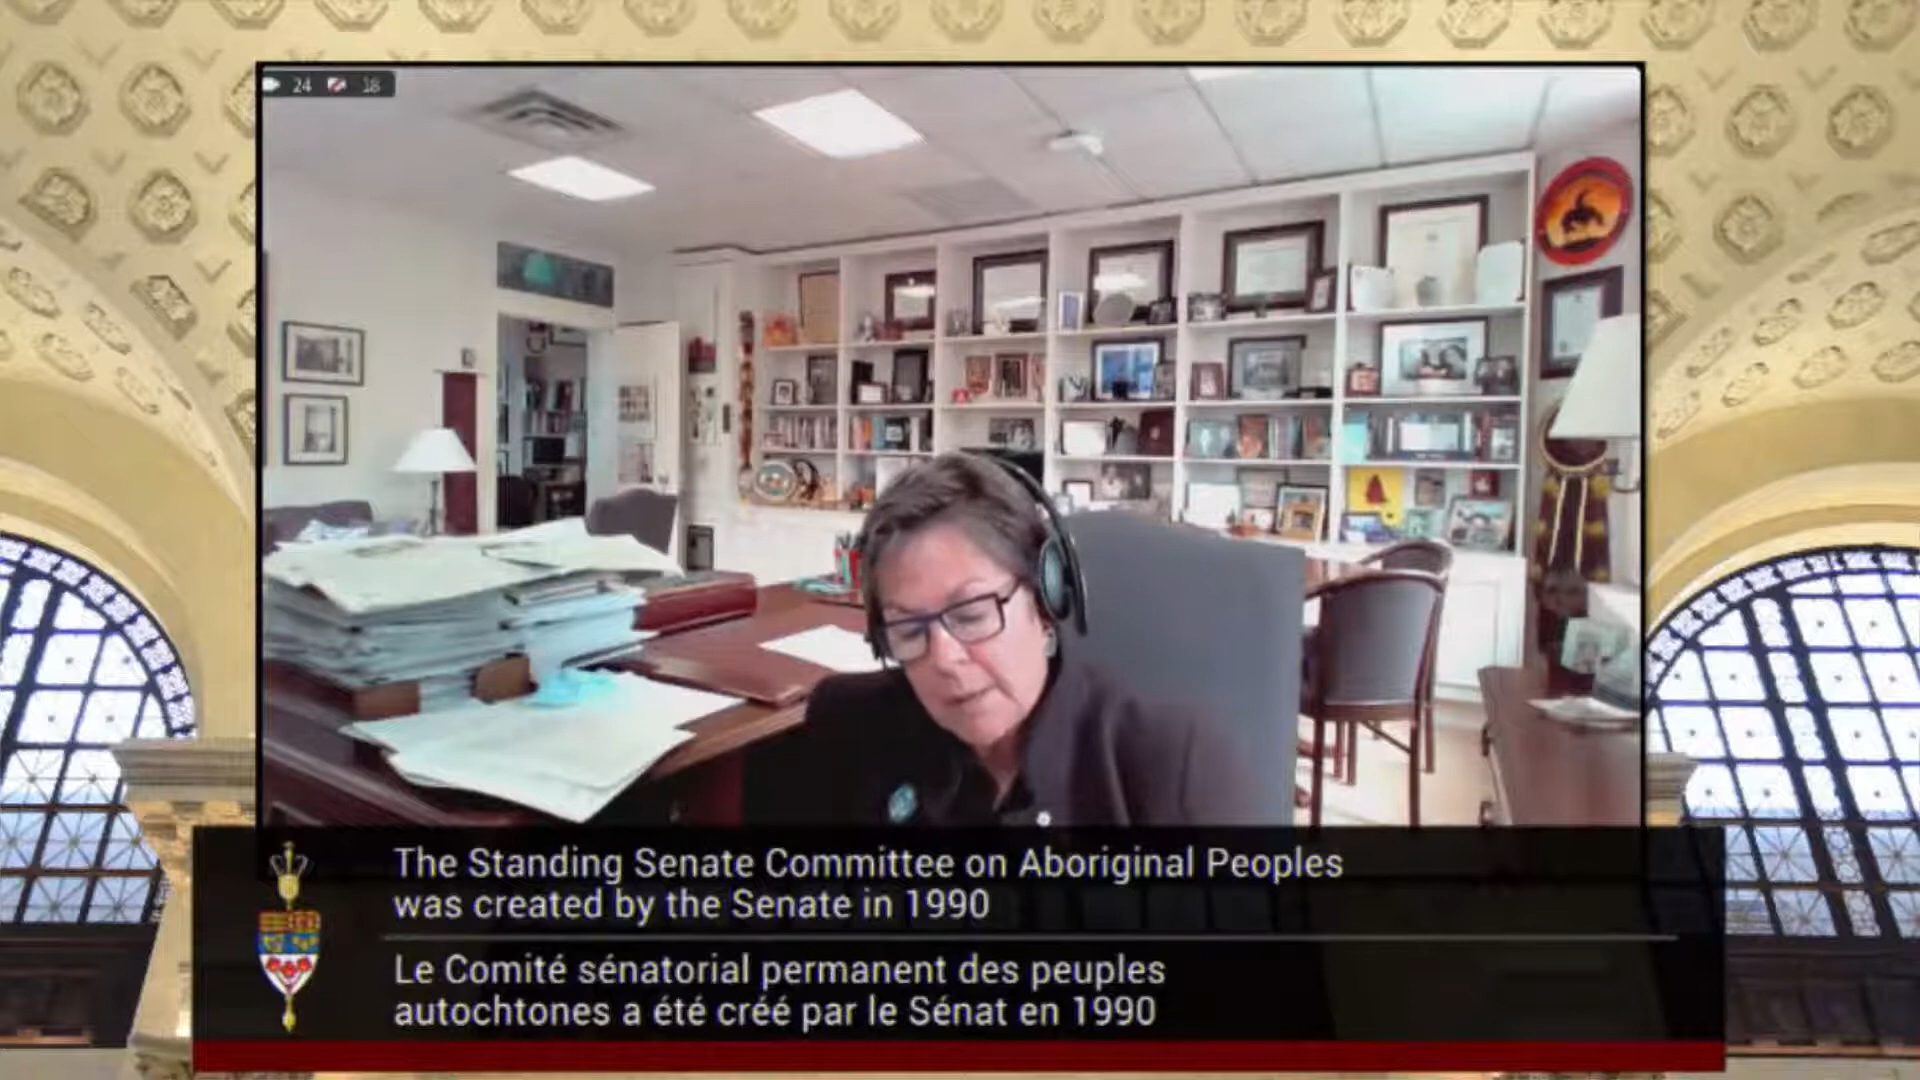 24 18
The Standing Senate Committee on Aboriginal Peoples
was created by the Senate in 1990
Le Comité sénatorial permanent des peuples
autochtones a été créé par le Sénat en 1990